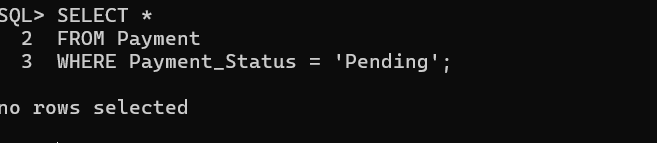 SQL> SELECT *
  2  FROM Payment
  3  WHERE Payment_Status = 'Pending';
no rows selected